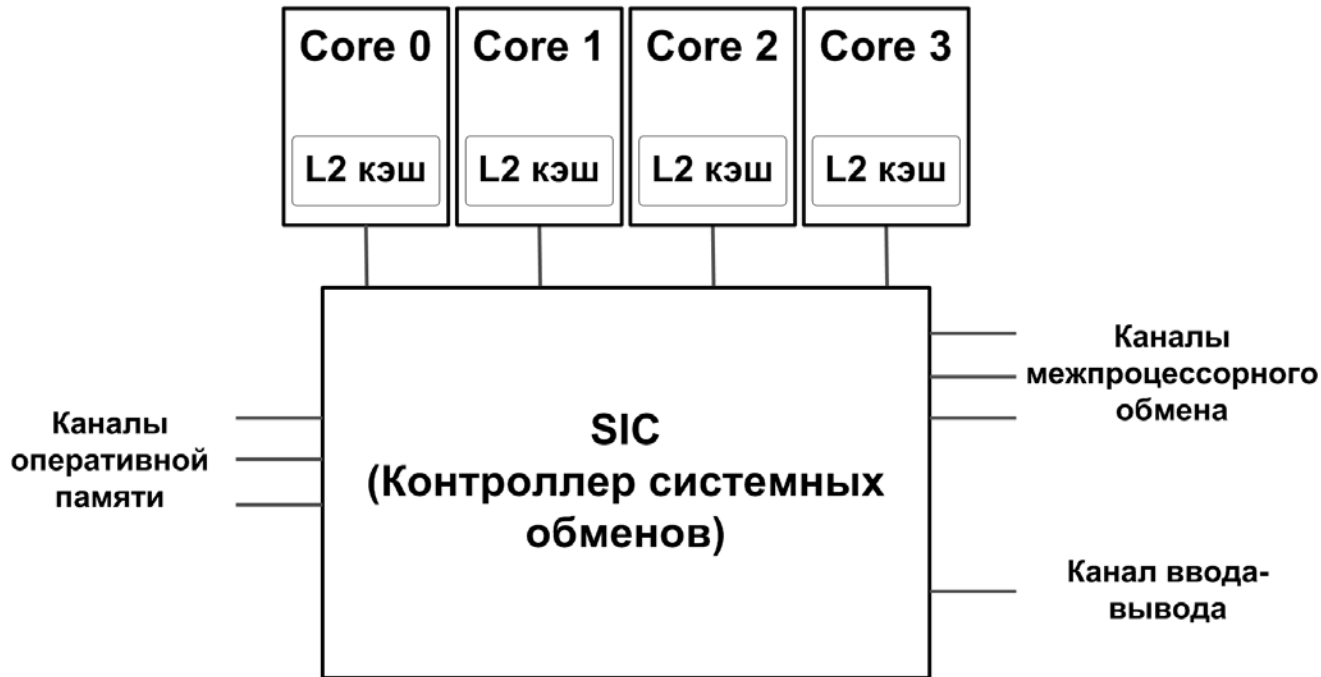 Core 0
Core 1
Core 2
Core 3
L2 кэш
L2 кэш
L2 кэш
L2 кэш
Каналы
межпроцессорного
обмена
Каналы
оперативной
памяти
SIC
(Контроллер системных
обменов)
Канал ввода-
вывода